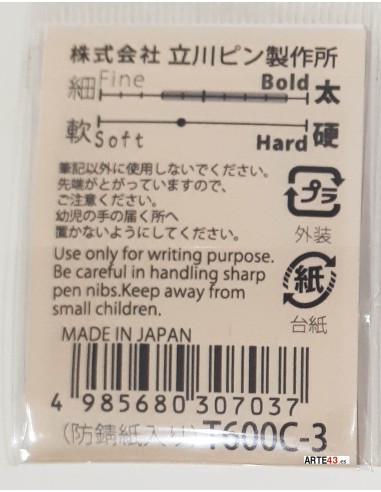 株式会社 立川ピン製作所
細 Fine Bold 太
軟 Soft Hard 硬
筆記以外に使用しないでください。
先端がとがっていますので、
ご注意ください。
幼児の手の届く所へ
置かないようにしてください。
プラ
外装
紙
台紙
Use only for writing purpose.
Be careful in handling sharp
pen nibs.Keep away from
small children.
MADE IN JAPAN
4 985680 307037
(防錆紙入り) T600C-3
ARTE43.es